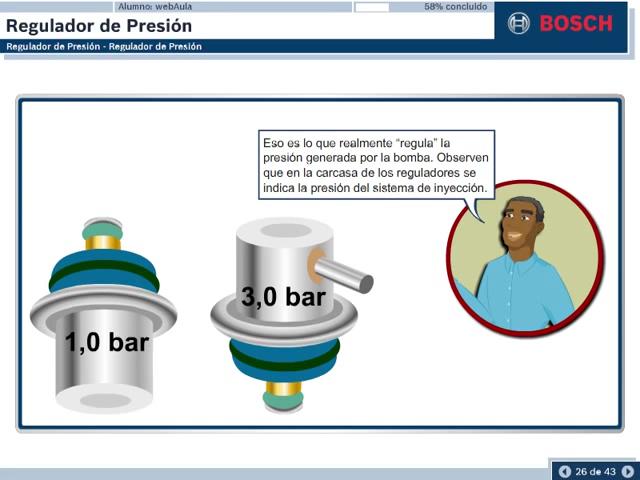 Alumno: webAula
58% concluido
Regulador de Presión
Regulador de Presión - Regulador de Presión
BOSCH
Eso es lo que realmente “regula” la
presión generada por la bomba. Observen
que en la carcasa de los reguladores se
indica la presión del sistema de inyección.
3,0 bar
1,0 bar
26 de 43